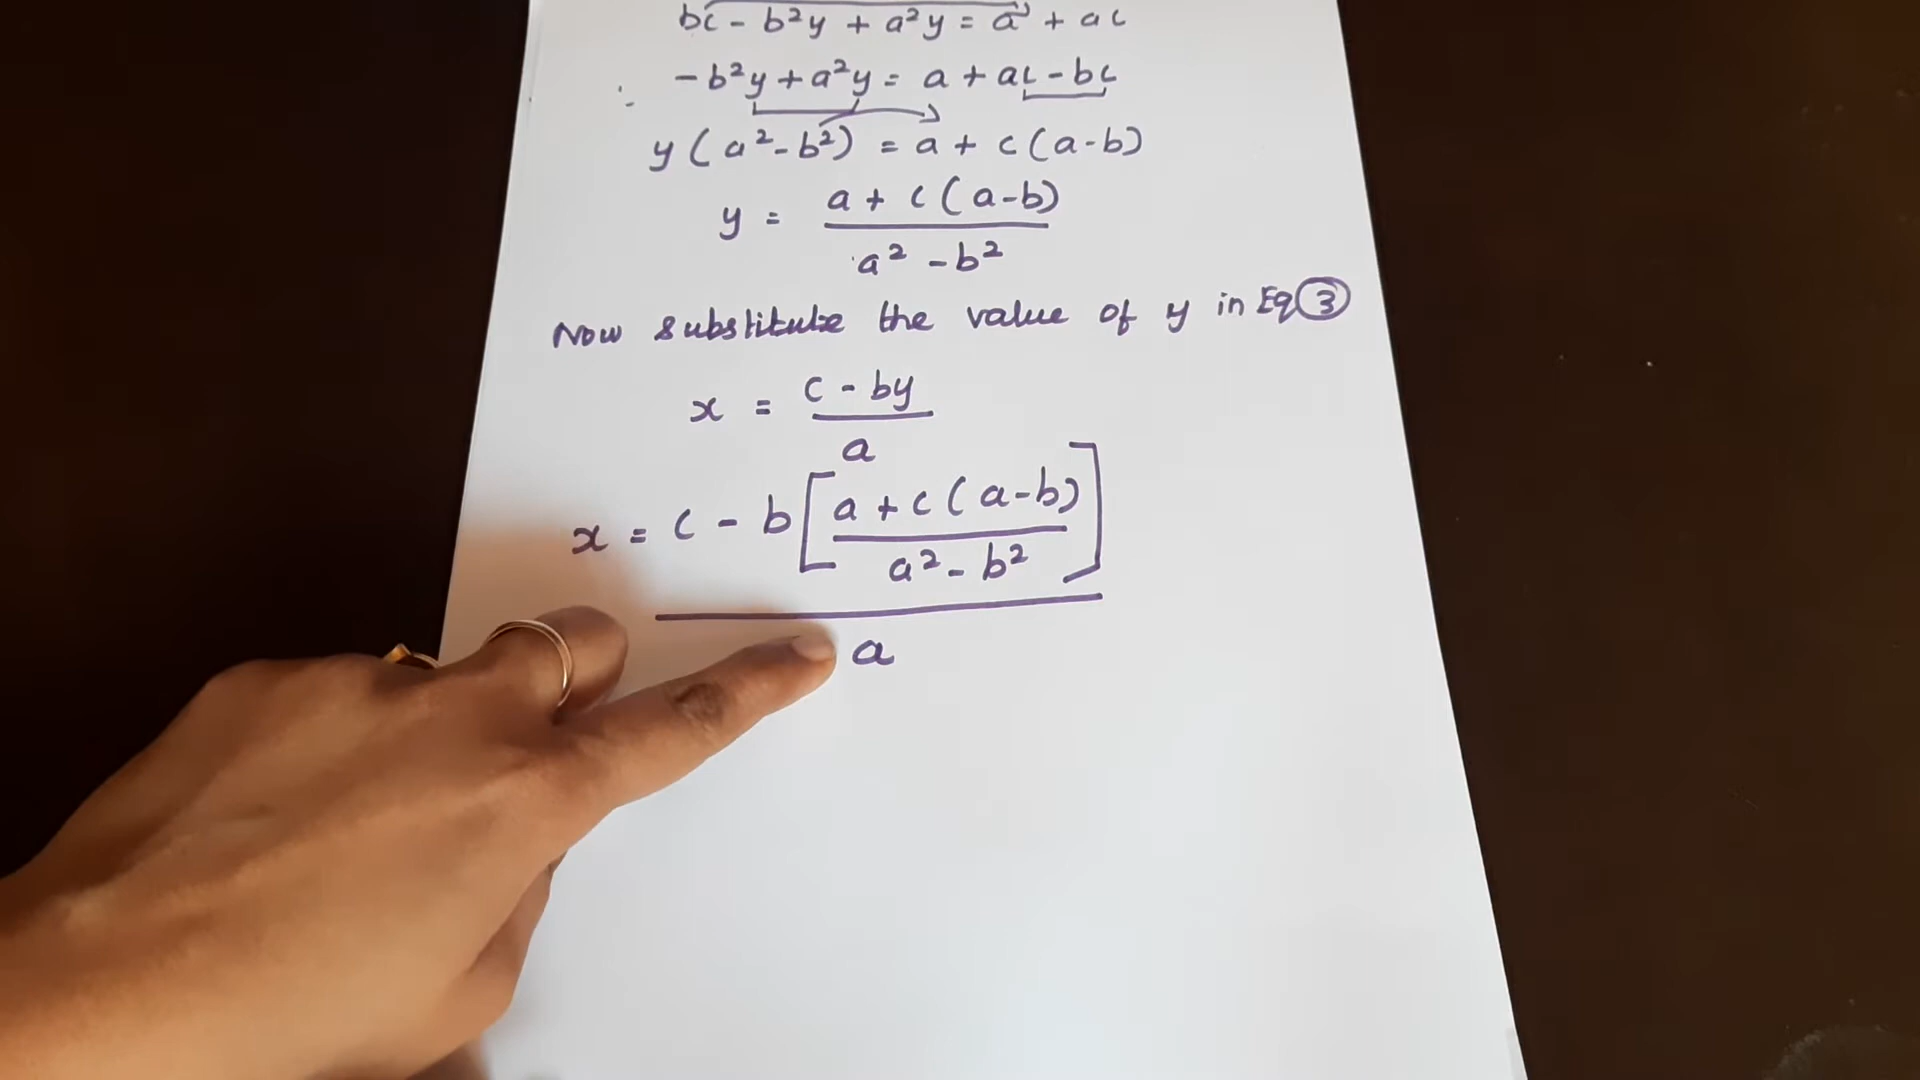 bc - b²y + a²y = a + ac
∴ -b²y + a²y = a + ac - bc
y ( a² - b² ) = a + c ( a - b )
y = a + c ( a - b )
a² - b²
Now substitute the value of y in Eq 3
x = c - by
a
x = c - b [ a + c ( a - b )
a² - b² ]
a